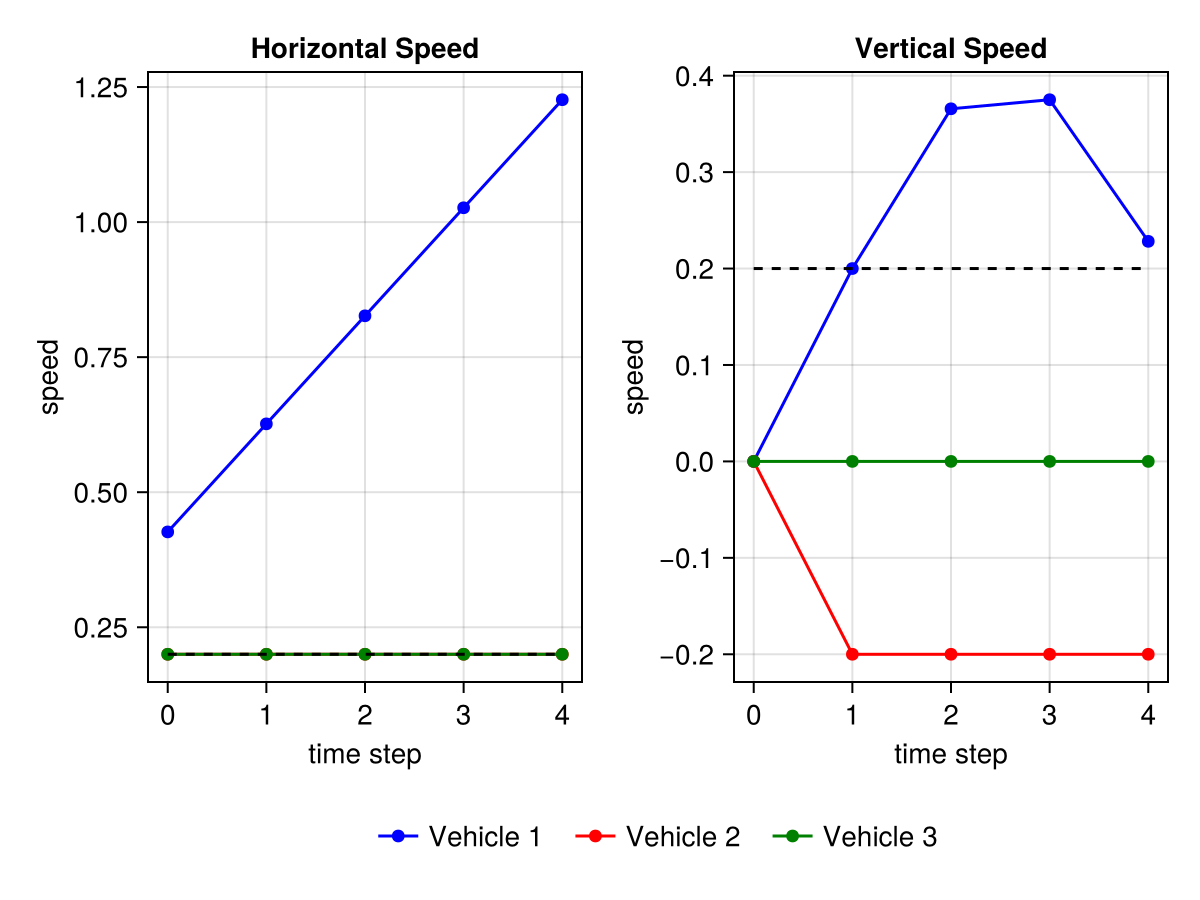 Horizontal Speed
1.25
1.00
0.75
0.50
0.25
speed
0 1 2 3 4
time step
Vertical Speed
0.4
0.3
0.2
0.1
0.0
−0.1
−0.2
speed
0 1 2 3 4
time step
Vehicle 1 Vehicle 2 Vehicle 3